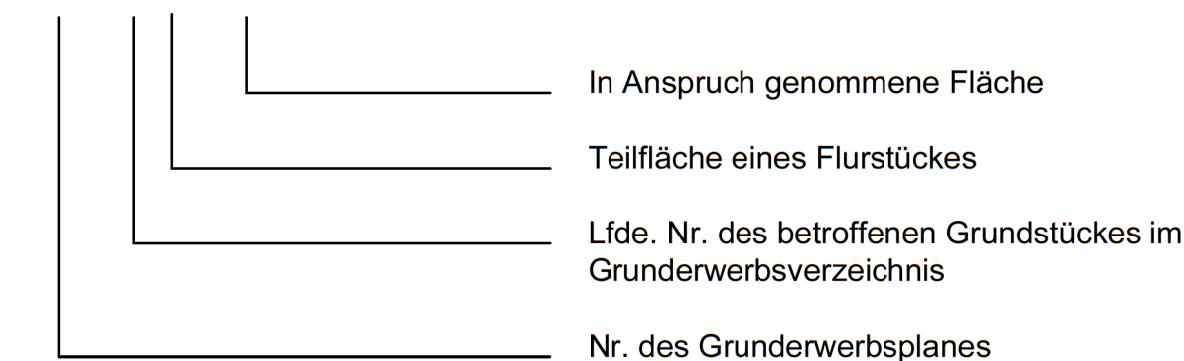 In Anspruch genommene Fläche
Teilfläche eines Flurstückes
Lfde. Nr. des betroffenen Grundstückes im
Grunderwerbsverzeichnis
Nr. des Grunderwerbsplanes